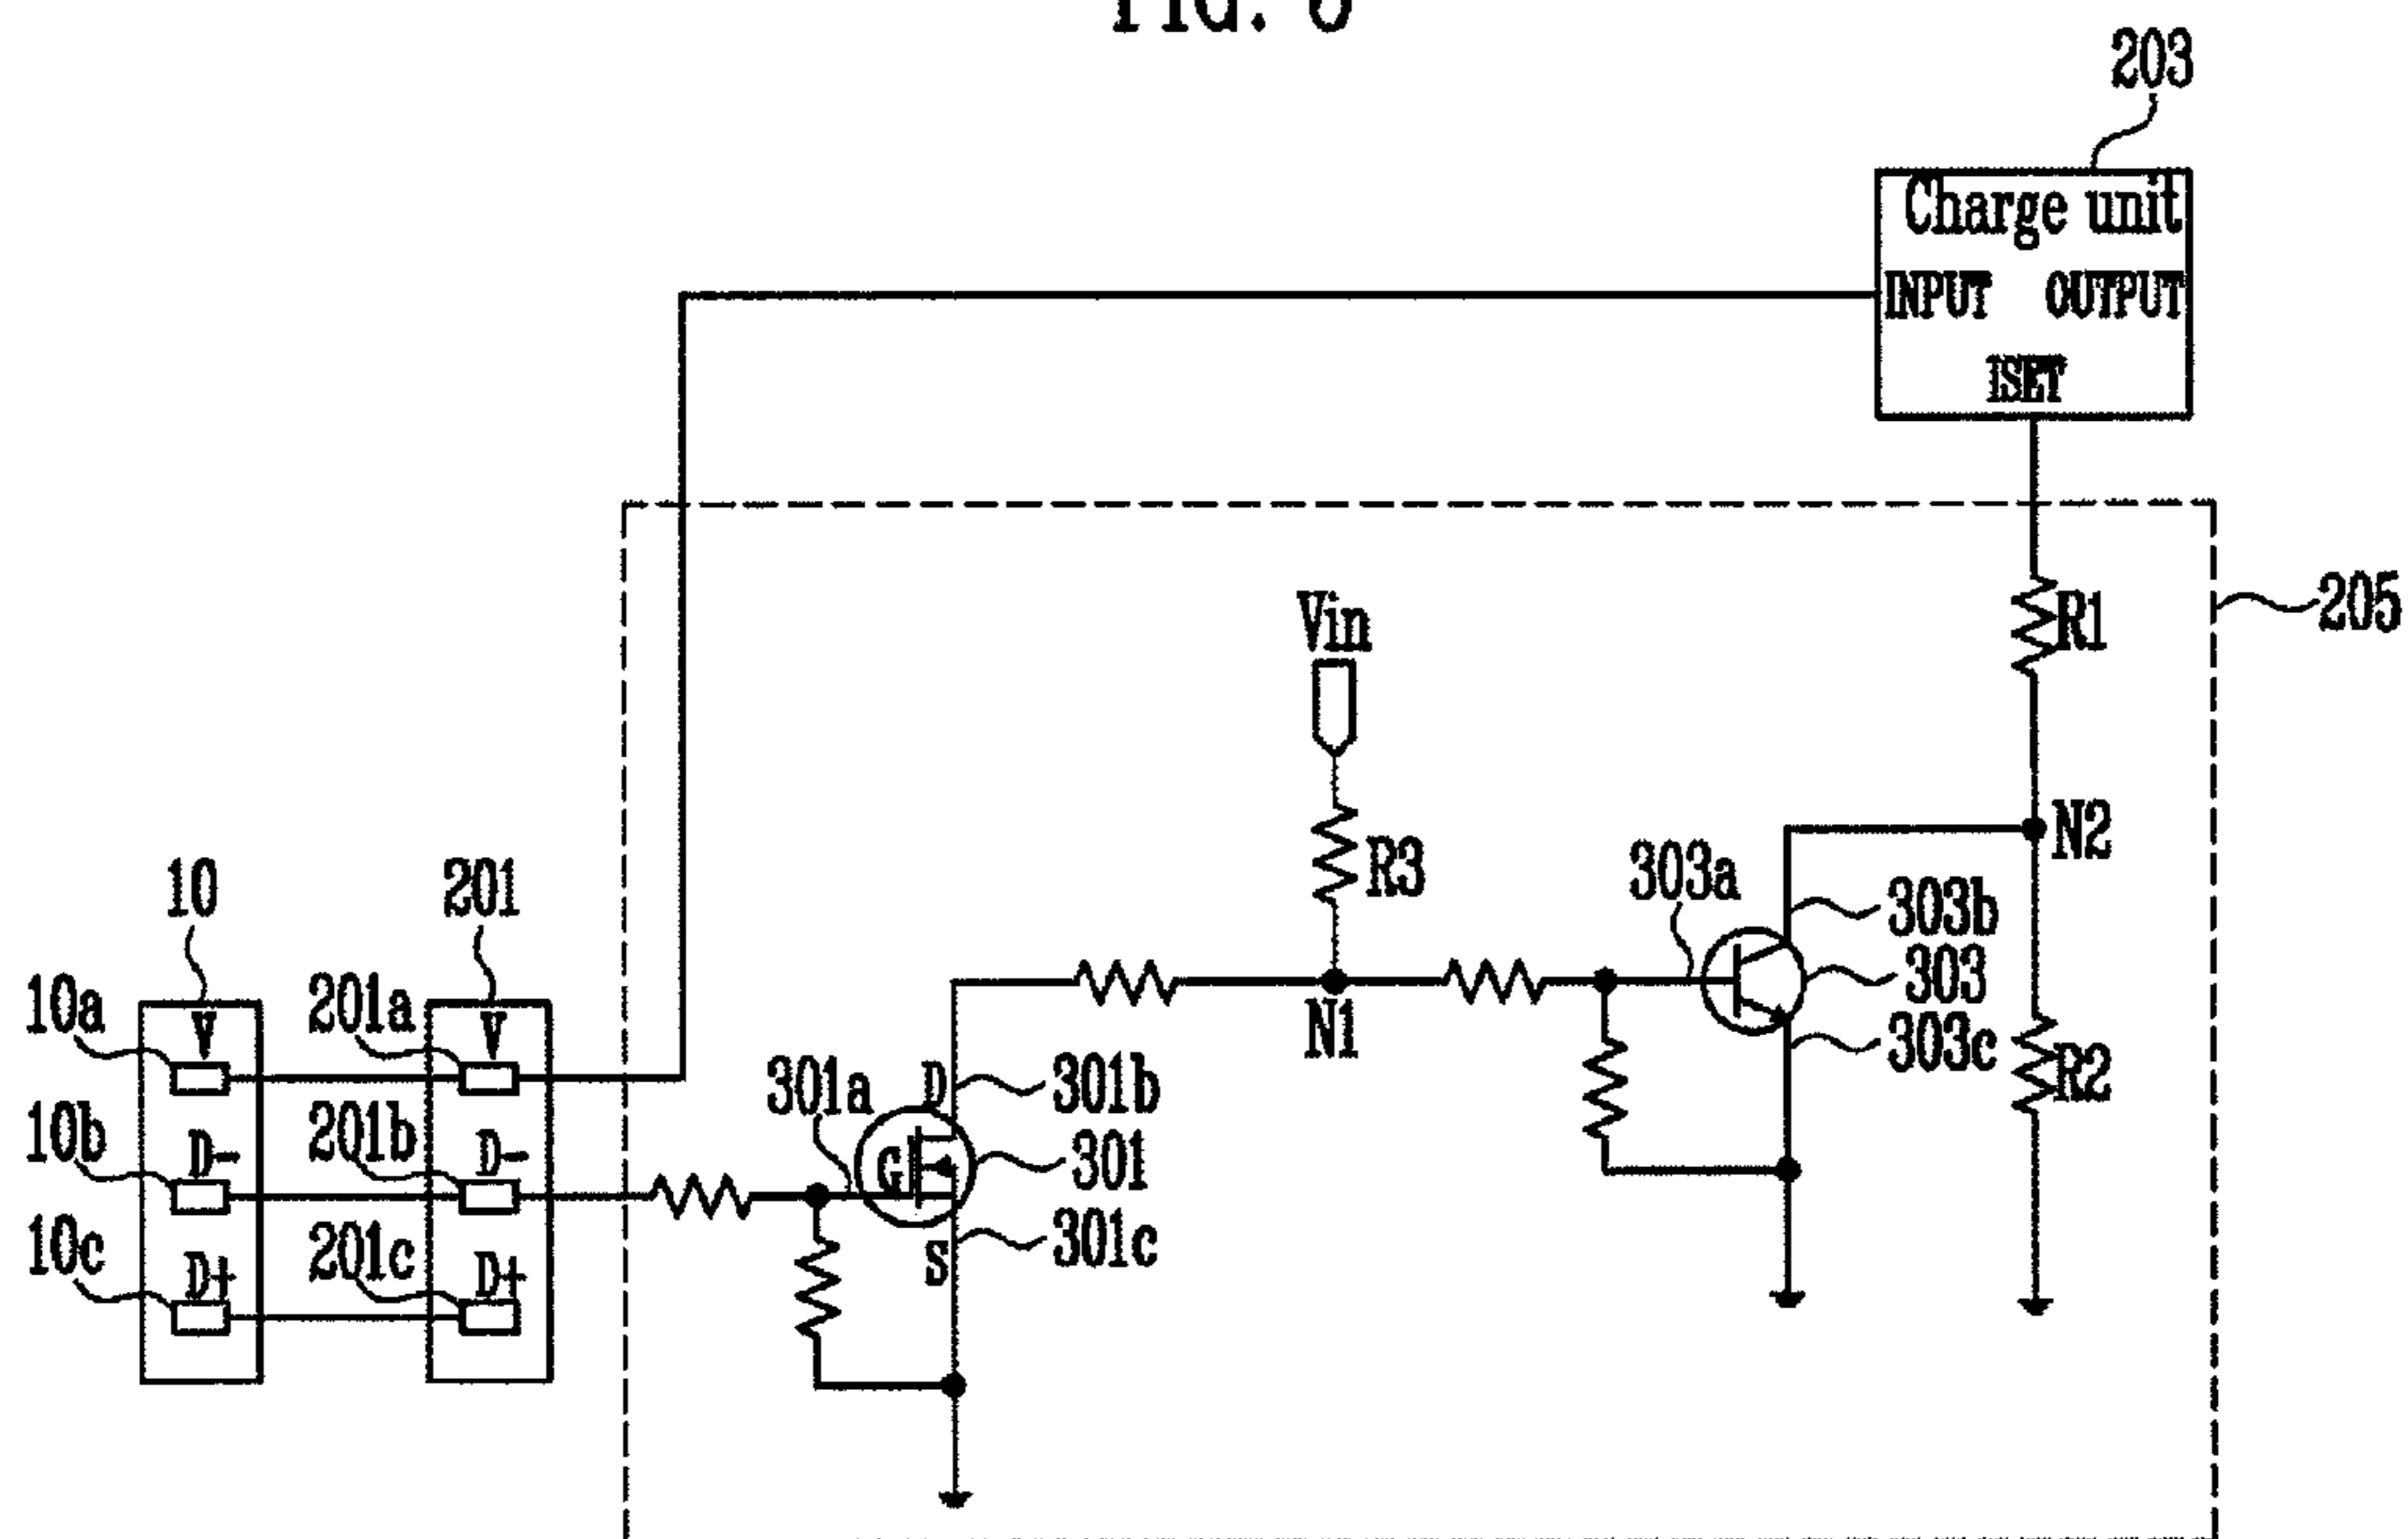 FIG.
203
Charge unit
INPUT OUTPUT
ISET
205
R1
Vin
R3
N2
303a
303b
303
303c
N1
R2
10
201
10a
V
201a
V
10b
D-
201b
D-
10c
D+
201c
D+
301a
D
301b
G
301
S
301c